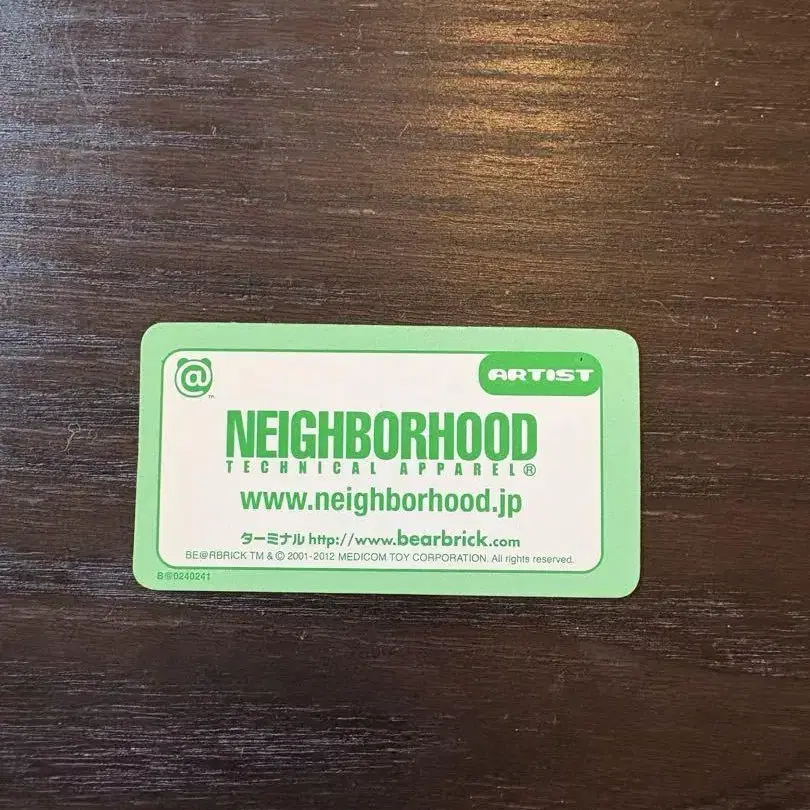 @
TM
ARTIST
NEIGHBORHOOD
TECHNICAL APPAREL®
www.neighborhood.jp
ターミナル http://www.bearbrick.com
BE@RBRICK TM & © 2001-2012 MEDICOM TOY CORPORATION. All rights reserved.
B@0240241